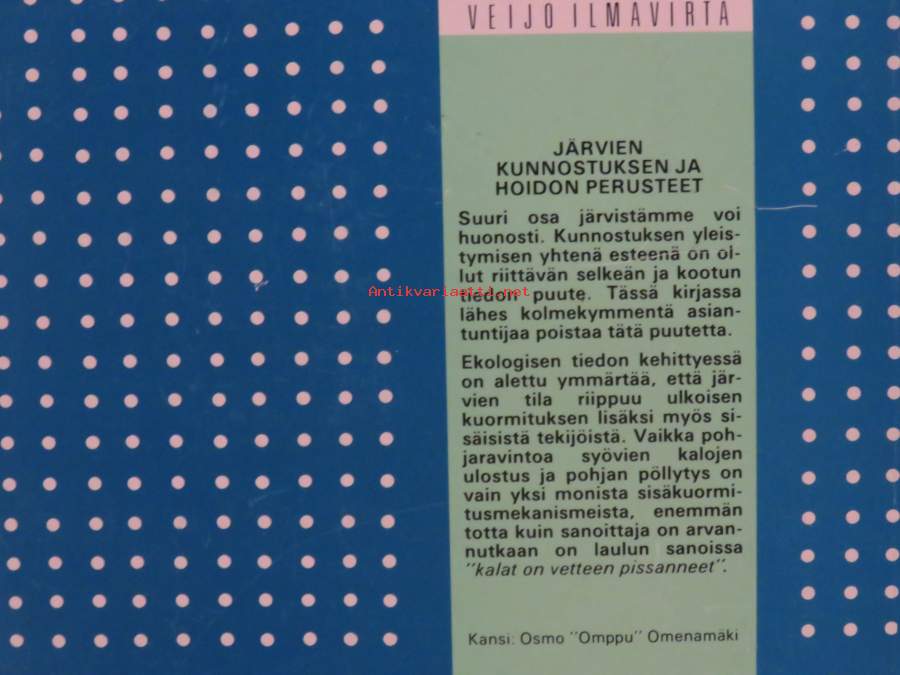 VEIJO ILMAVIRTA
JÄRVIEN
KUNNOSTUKSEN JA
HOIDON PERUSTEET
Suuri osa järvistämme voi
huonosti. Kunnostuksen yleis-
tymisen yhtenä esteenä on ol-
lut riittävän selkeän ja kootun
Antikvariaatti.net
tiedon puute. Tässä kirjassa
lähes kolmekymmentä asian-
tuntijaa poistaa tätä puutetta.
Ekologisen tiedon kehittyessä
on alettu ymmärtää, että jär-
vien tila riippuu ulkoisen
kuormituksen lisäksi myös si-
säisistä tekijöistä. Vaikka poh-
jaravintoa syövien kalojen
ulostus ja pohjan pöllytys on
vain yksi monista sisäkuormi-
tusmekanismeista, enemmän
totta kuin sanoittaja on arvan-
nutkaan on laulun sanoissa
"kalat on vetteen pissanneet".
Kansi: Osmo "Omppu" Omenamäki